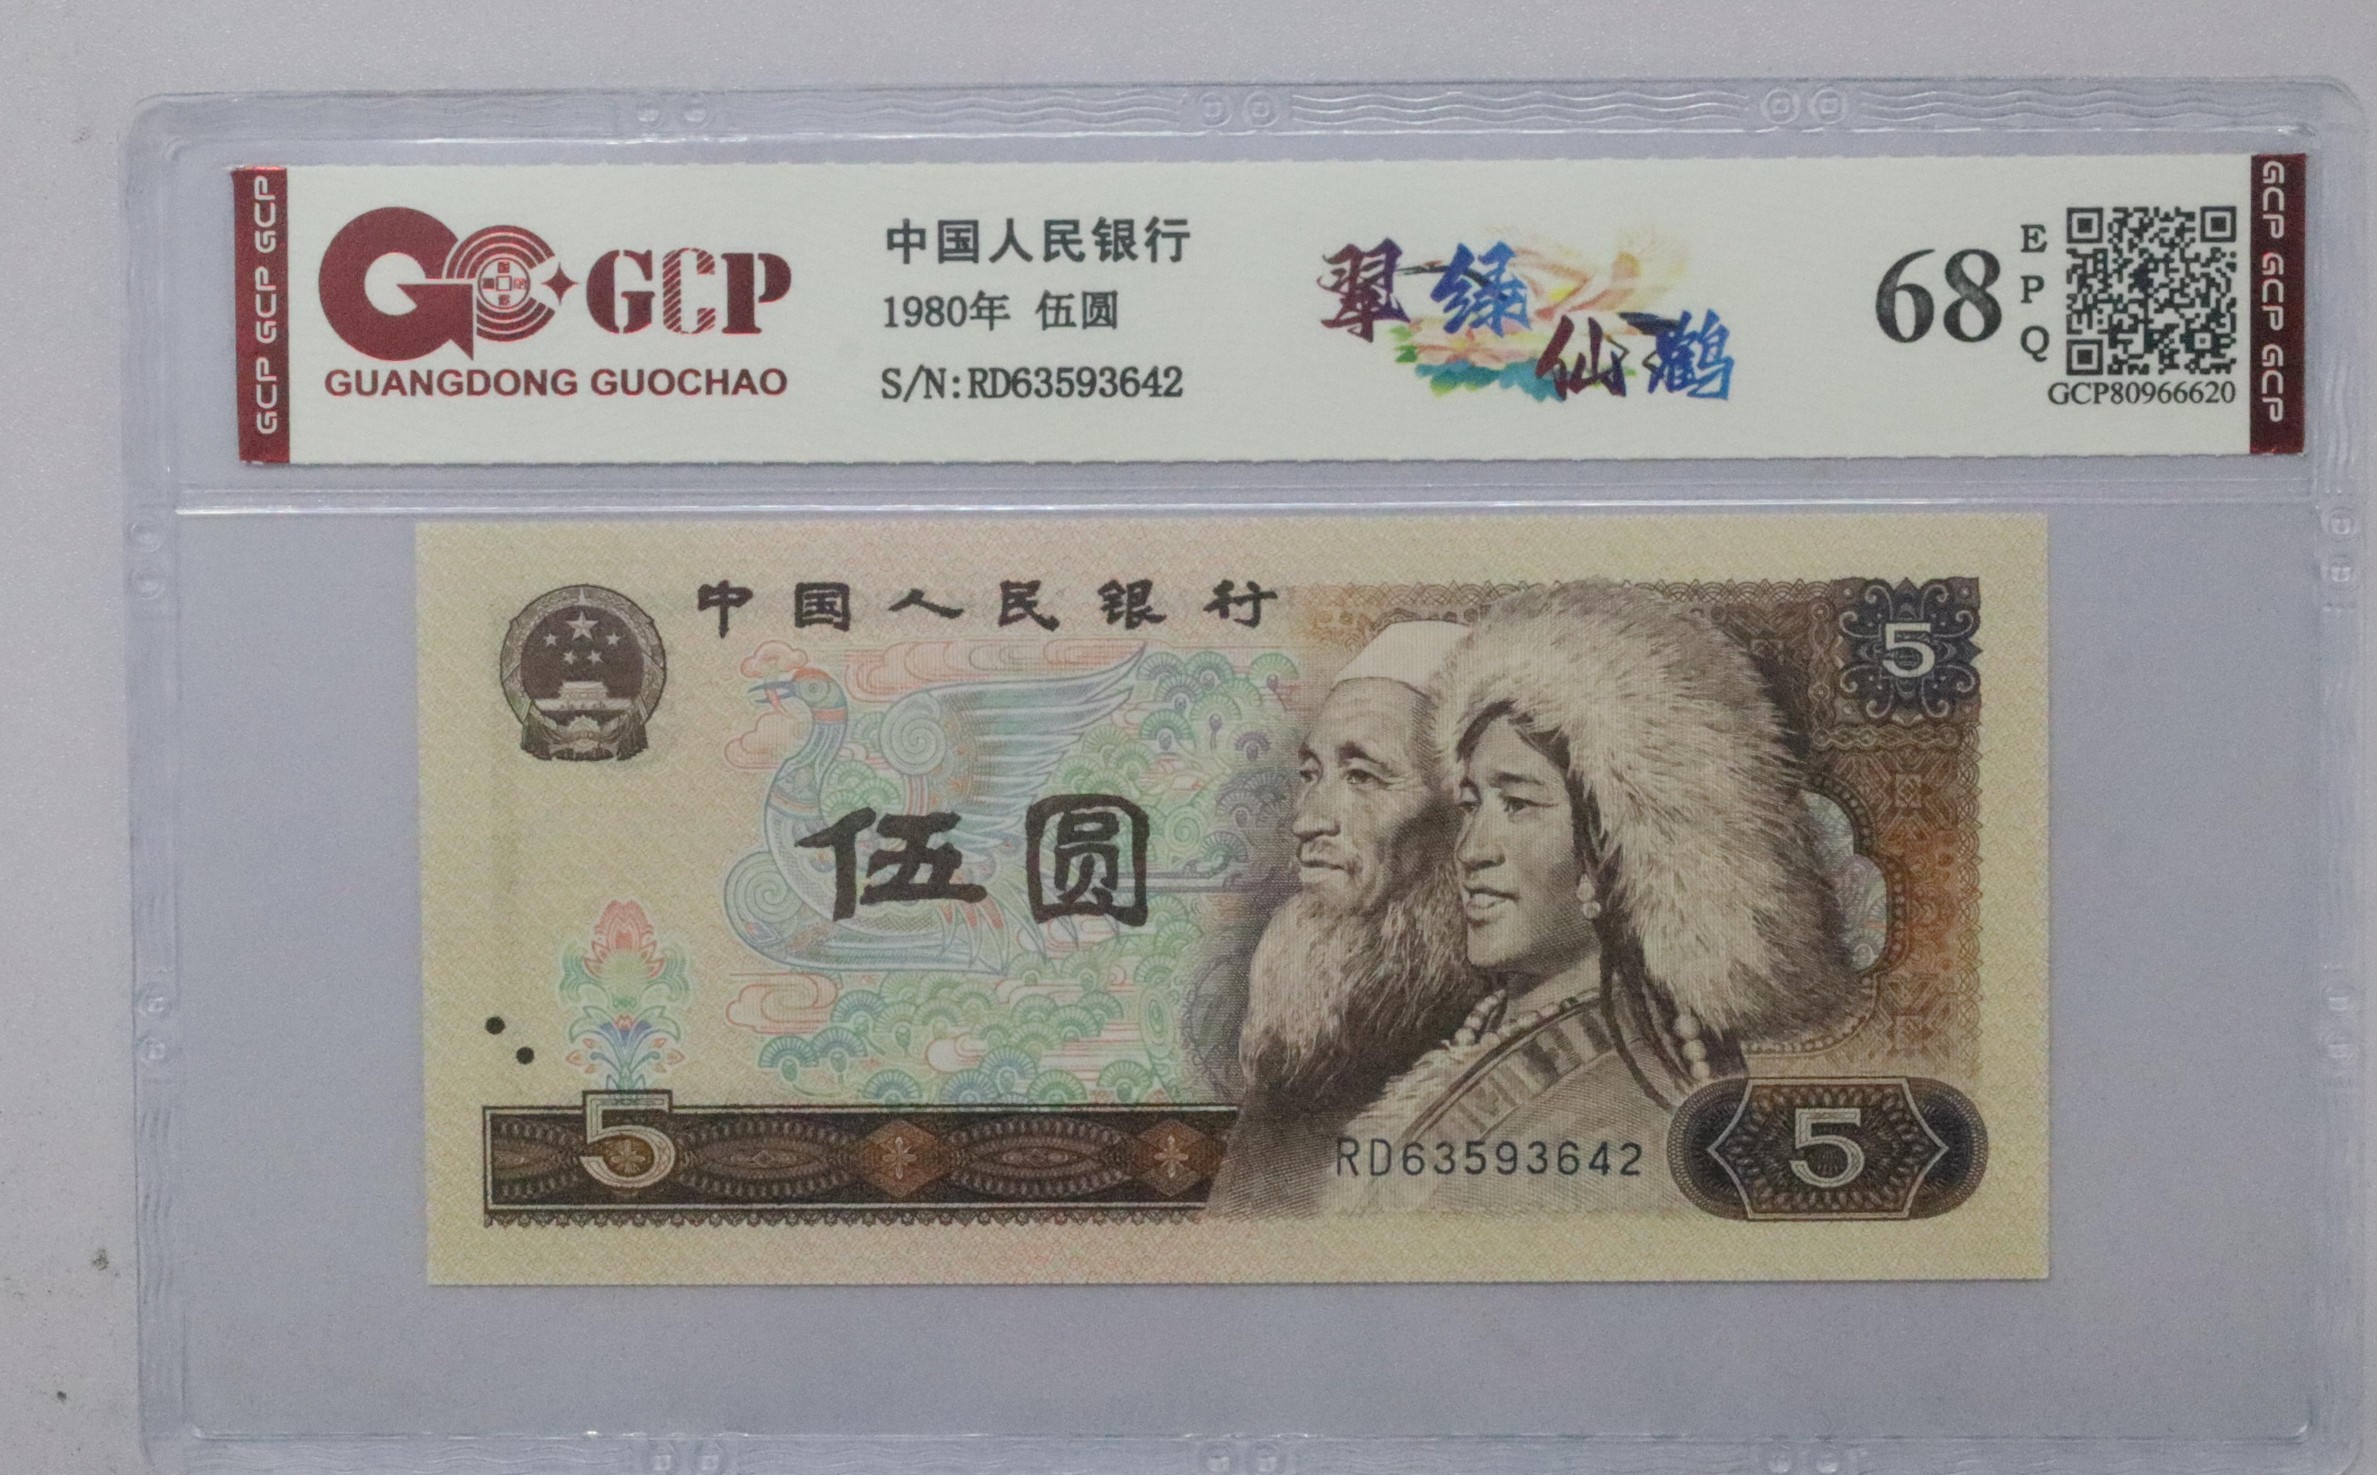 GCP GCP GCP
GCP
GUANGDONG GUOCHAO
中国人民银行
1980年 伍圆
S/N:RD63593642
翠绿仙鹤
68
EPQ
GCP80966620
GCP GCP GCP
中国人民银行
5
伍圆
5
RD63593642
5